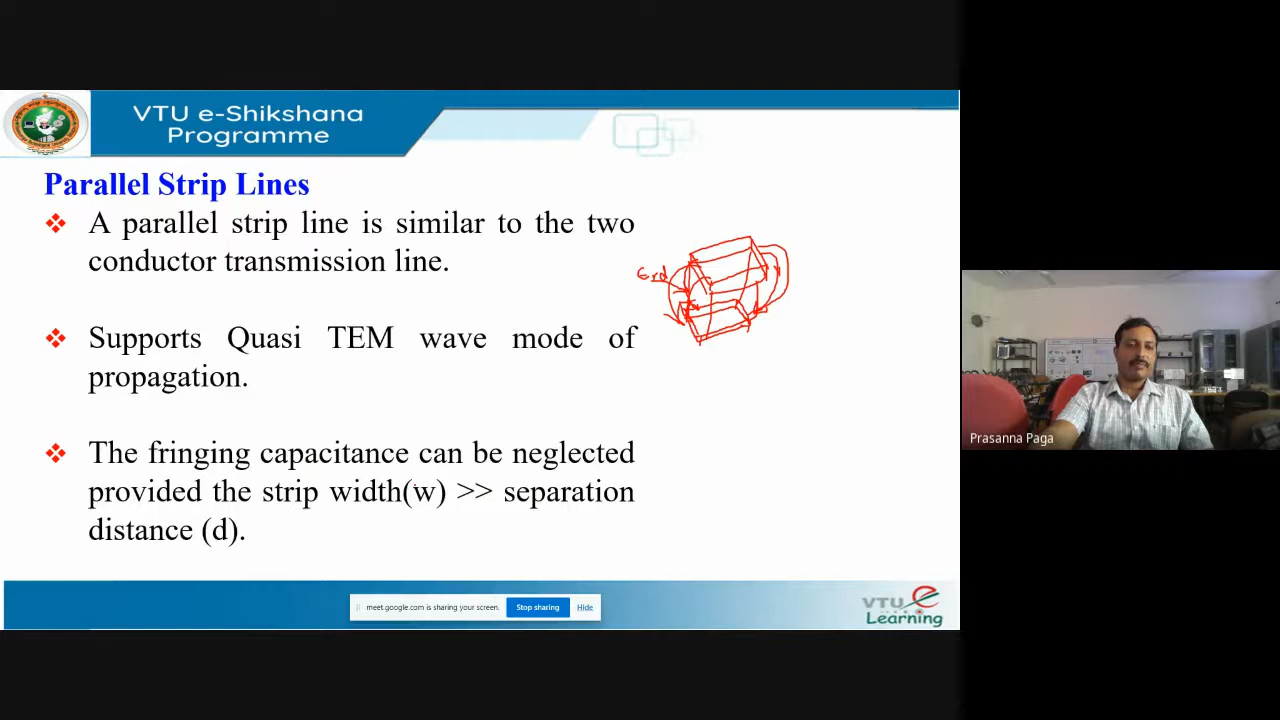 VTU e-Shikshana
Programme
Parallel Strip Lines
A parallel strip line is similar to the two
conductor transmission line.
Supports Quasi TEM wave mode of
propagation.
The fringing capacitance can be neglected
provided the strip width(w) >> separation
distance (d).
ϵrd
Prasanna Paga
meet.google.com is sharing your screen.
Stop sharing
Hide
VTU e
Learning